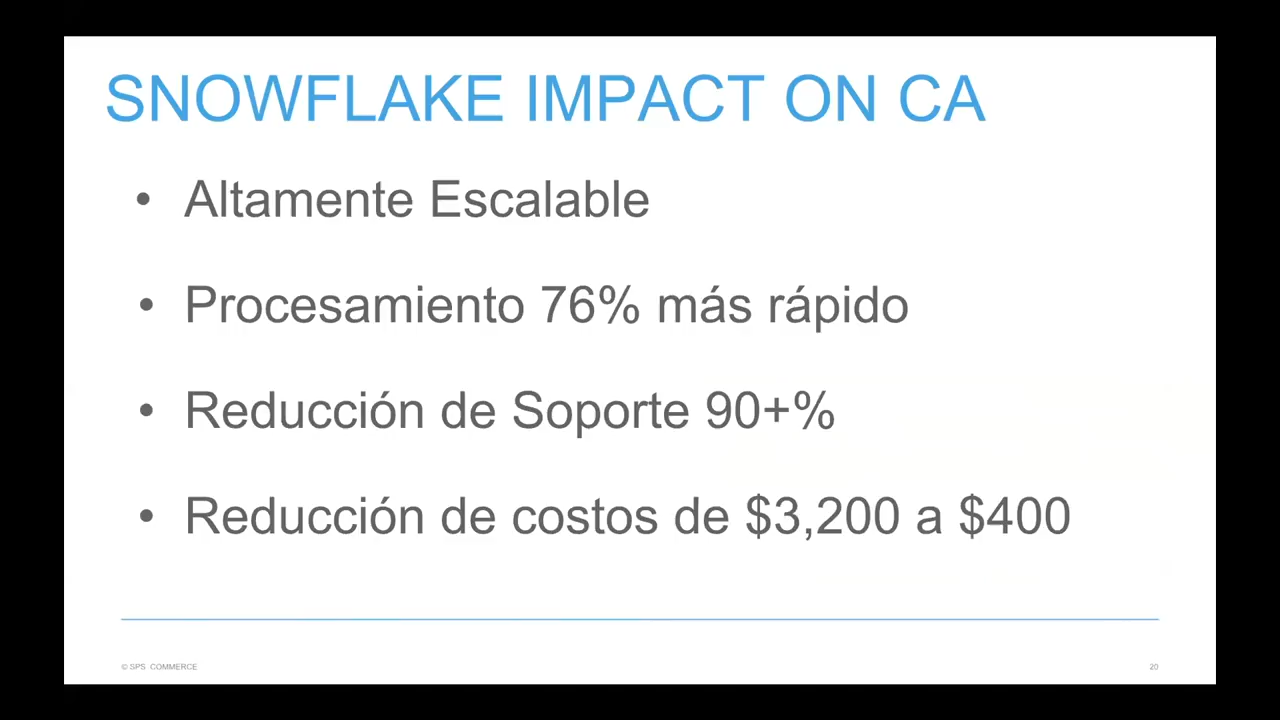 SNOWFLAKE IMPACT ON CA
• Altamente Escalable
• Procesamiento 76% más rápido
• Reducción de Soporte 90+%
• Reducción de costos de $3,200 a $400
© SPS COMMERCE
20